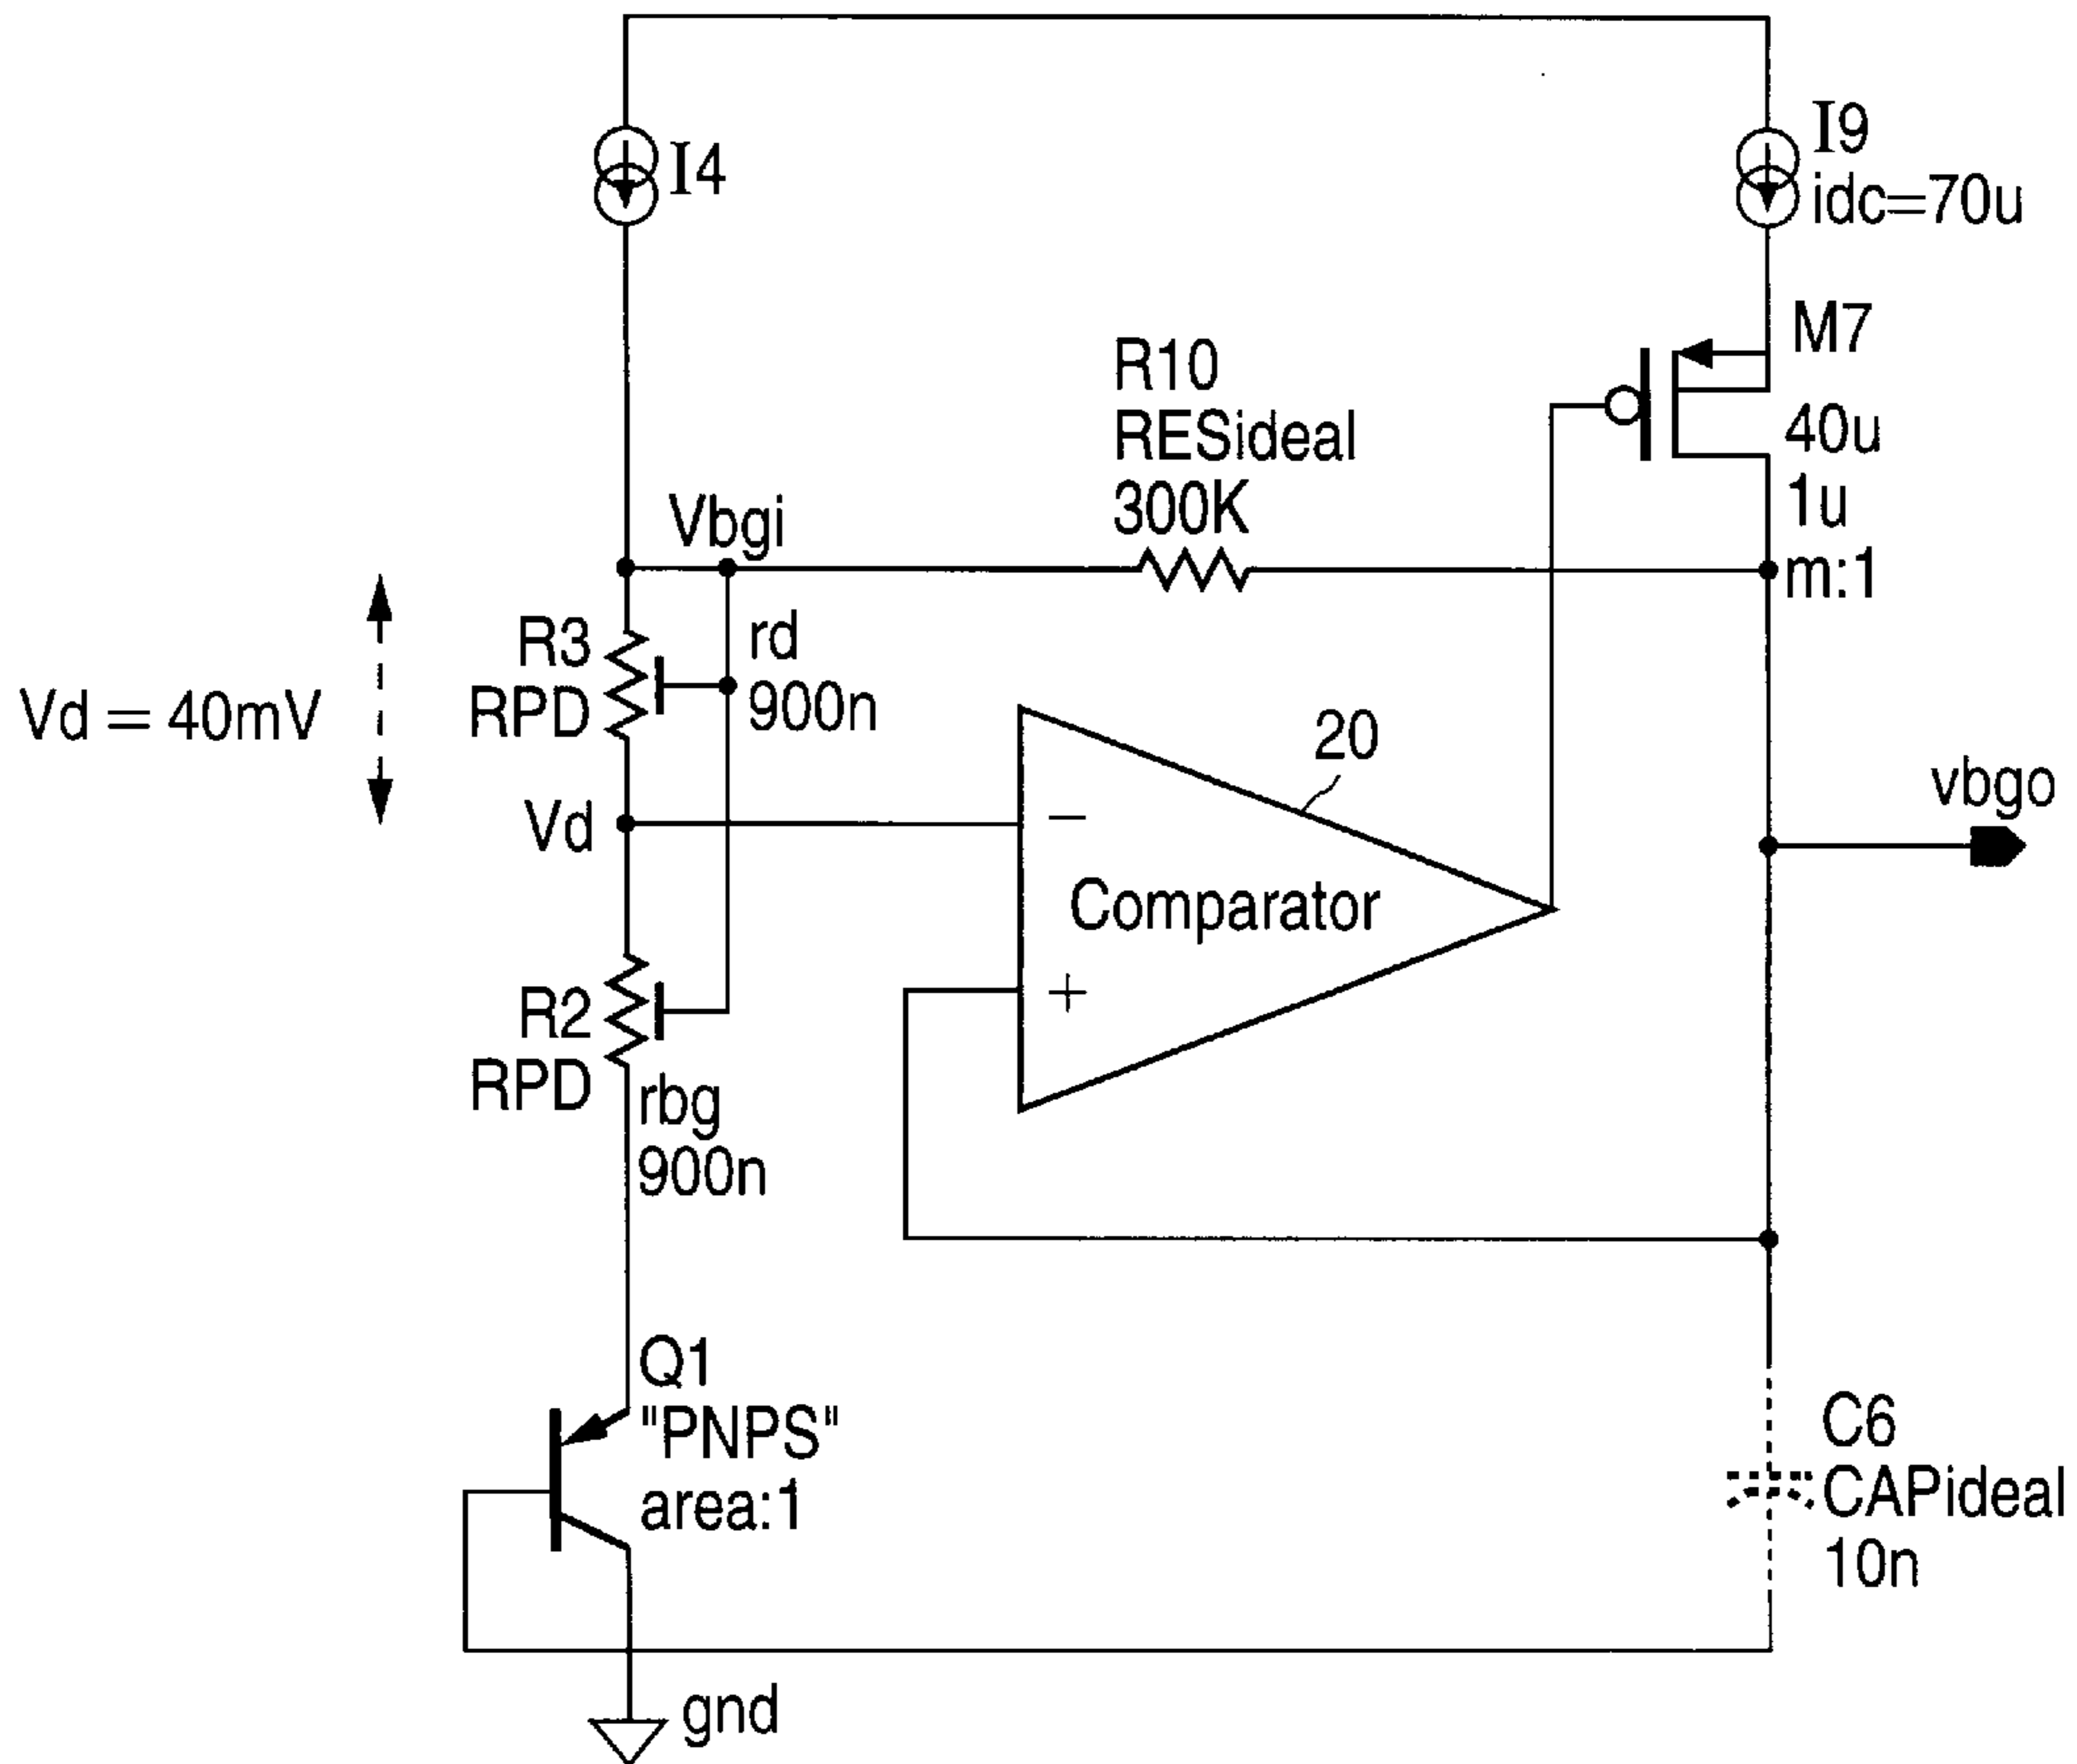 I4
I9
idc=70u
M7
40u
1u
m:1
R10
RESideal
300K
Vbgi
R3
RPD
rd
900n
Vd = 40mV
20
vbgo
Vd
−
Comparator
+
R2
RPD
rbg
900n
Q1
"PNPS"
area:1
C6
CAPideal
10n
gnd